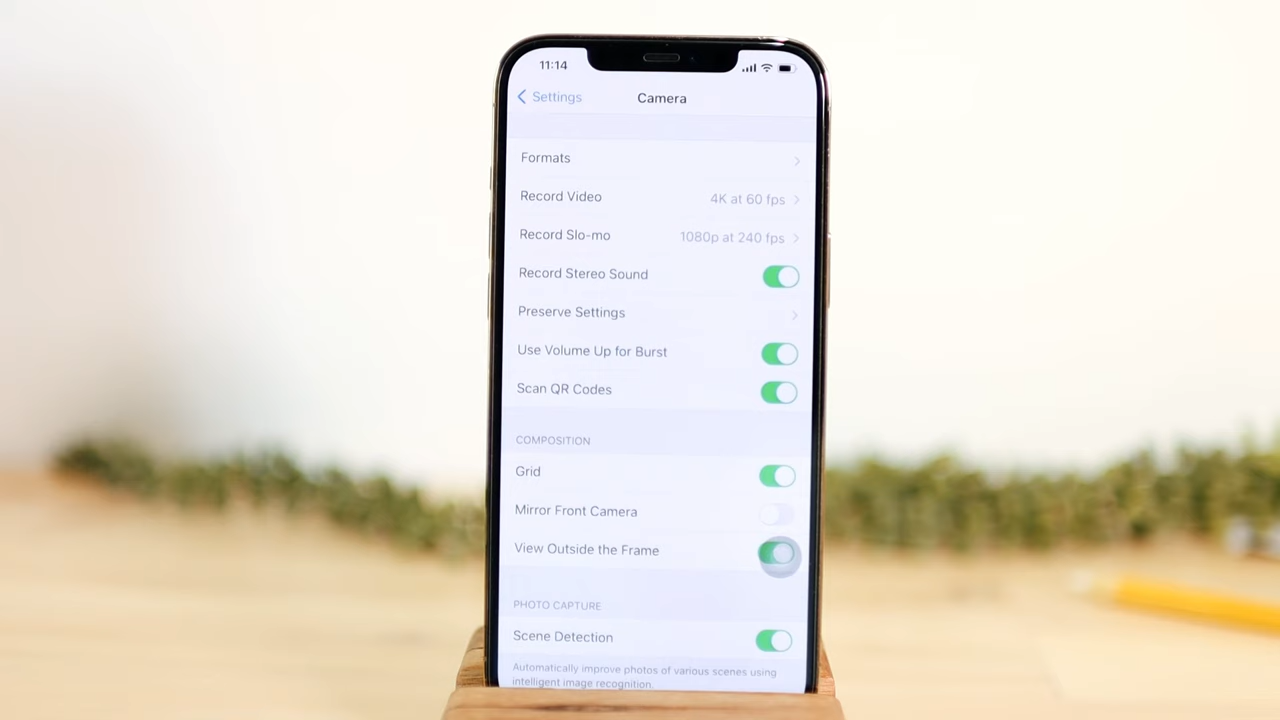 11:14
Settings
Camera
Formats
Record Video 4K at 60 fps
Record Slo-mo 1080p at 240 fps
Record Stereo Sound
Preserve Settings
Use Volume Up for Burst
Scan QR Codes
COMPOSITION
Grid
Mirror Front Camera
View Outside the Frame
PHOTO CAPTURE
Scene Detection
Automatically improve photos of various scenes using
intelligent image recognition.